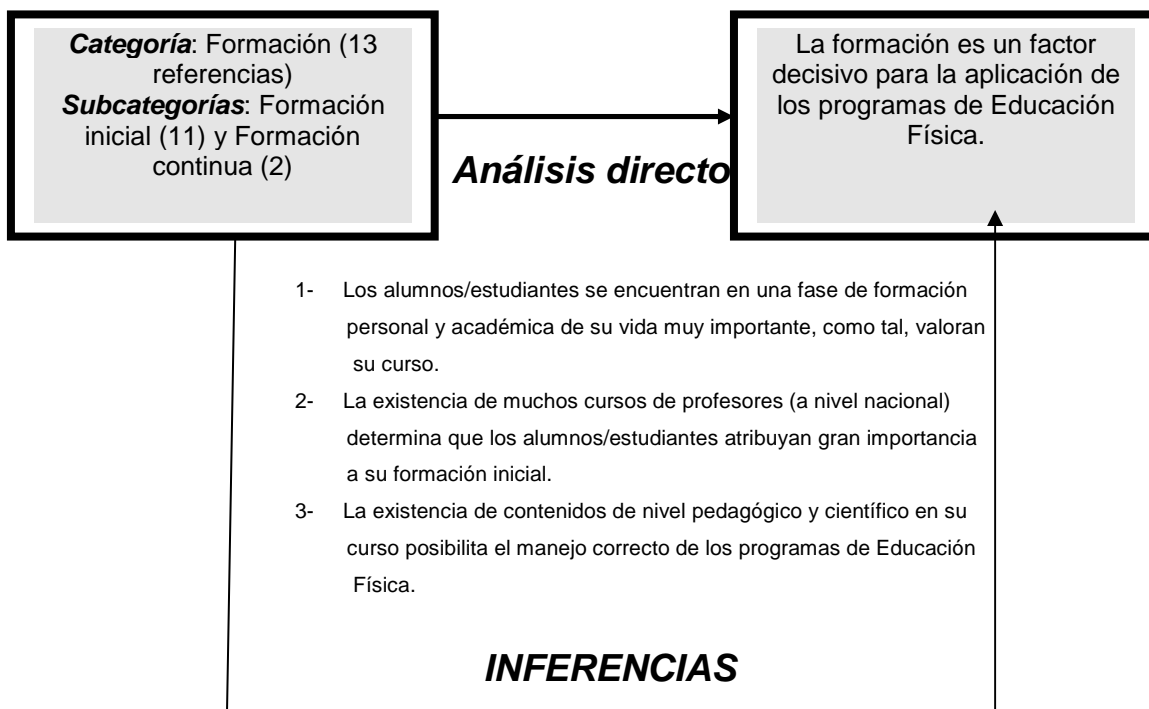 Categoría: Formación (13
referencias)
Subcategorías: Formación
inicial (11) y Formación
continua (2)
La formación es un factor
decisivo para la aplicación de
los programas de Educación
Física.
Análisis directo
1- Los alumnos/estudiantes se encuentran en una fase de formación
personal y académica de su vida muy importante, como tal, valoran
su curso.
2- La existencia de muchos cursos de profesores (a nivel nacional)
determina que los alumnos/estudiantes atribuyan gran importancia
a su formación inicial.
3- La existencia de contenidos de nivel pedagógico y científico en su
curso posibilita el manejo correcto de los programas de Educación
Física.
INFERENCIAS